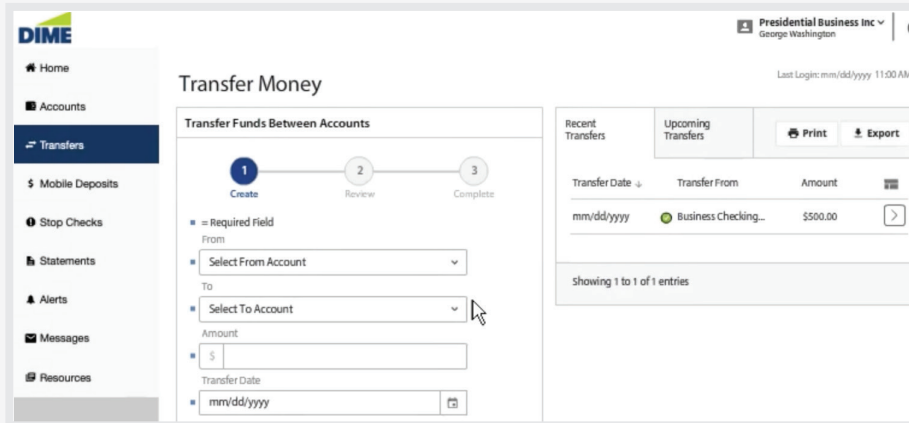 DIME
Presidential Business Inc
George Washington
Home
Accounts
Transfers
$ Mobile Deposits
Stop Checks
Statements
Alerts
Messages
Resources
Last Login: mm/dd/yyyy 11:00 AM
Transfer Money
Transfer Funds Between Accounts
1 2 3
Create Review Complete
= Required Field
From
Select From Account
To
Select To Account
Amount
$
Transfer Date
mm/dd/yyyy
Recent
Transfers
Upcoming
Transfers
Print Export
Transfer Date ↓ Transfer From Amount
mm/dd/yyyy Business Checking... $500.00
Showing 1 to 1 of 1 entries